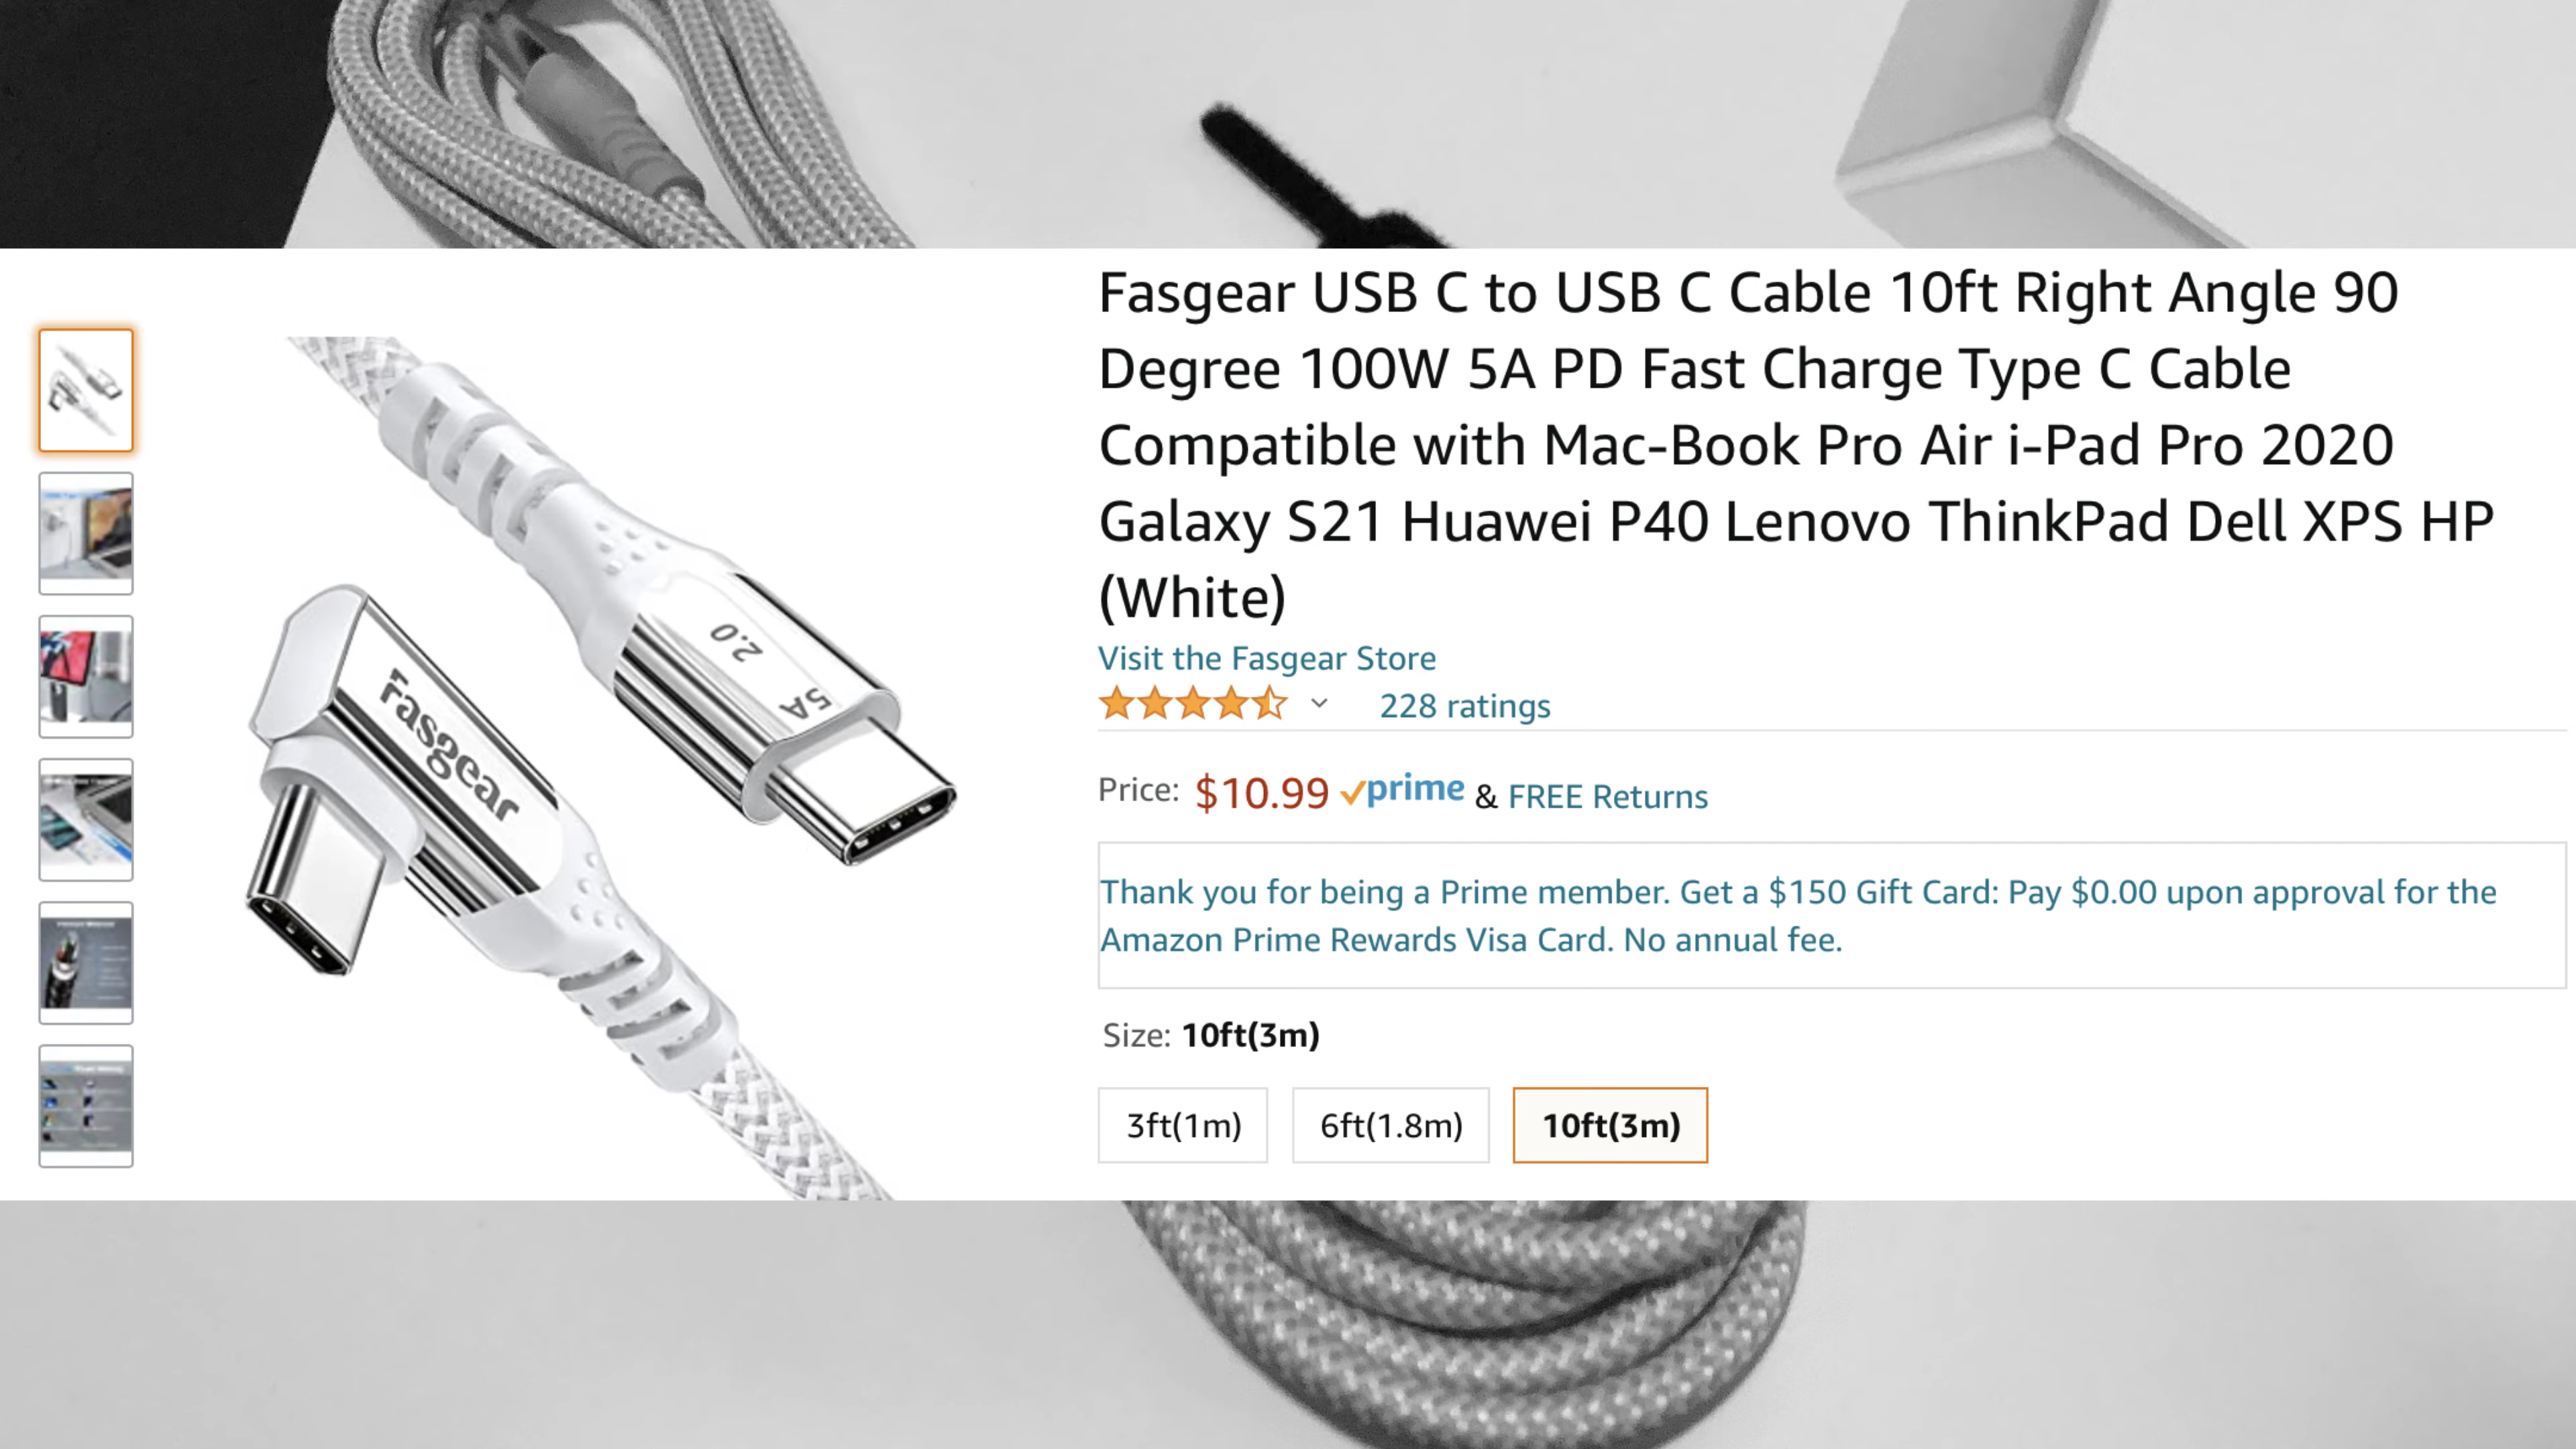 Fasgear USB C to USB C Cable 10ft Right Angle 90
Degree 100W 5A PD Fast Charge Type C Cable
Compatible with Mac-Book Pro Air i-Pad Pro 2020
Galaxy S21 Huawei P40 Lenovo ThinkPad Dell XPS HP
(White)
Visit the Fasgear Store
228 ratings
Price: $10.99 prime & FREE Returns
Thank you for being a Prime member. Get a $150 Gift Card: Pay $0.00 upon approval for the
Amazon Prime Rewards Visa Card. No annual fee.
Size: 10ft(3m)
3ft(1m) 6ft(1.8m) 10ft(3m)
2.0
5A
Fasgear